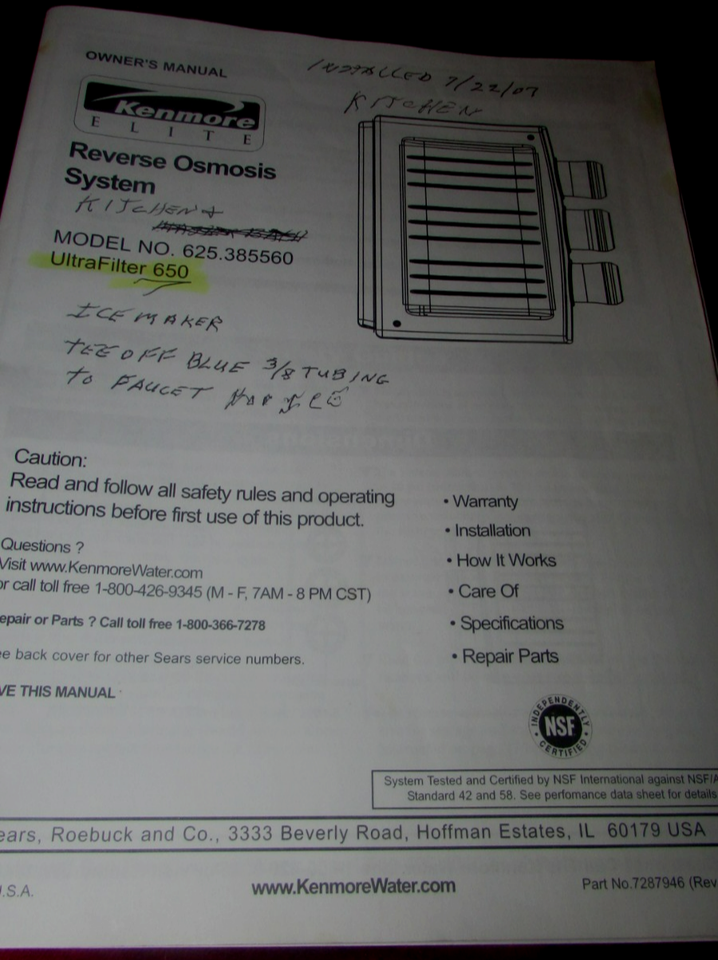 OWNER'S MANUAL
INSTALLED 7/22/07
KITCHEN
Kenmore
ELITE
Reverse Osmosis
System
KITCHEN &
MODEL NO. 625.385560
UltraFilter 650
ICE MAKER
TEE OFF BLUE 3/8 TUBING
TO FAUCET
Caution:
Read and follow all safety rules and operating
instructions before first use of this product.
Questions ?
Visit www.KenmoreWater.com
or call toll free 1-800-426-9345 (M - F, 7AM - 8 PM CST)
epair or Parts ? Call toll free 1-800-366-7278
e back cover for other Sears service numbers.
VE THIS MANUAL
• Warranty
• Installation
• How It Works
• Care Of
• Specifications
• Repair Parts
INDEPENDENTLY
NSF
CERTIFIED
System Tested and Certified by NSF International against NSF/A
Standard 42 and 58. See perfomance data sheet for details
ears, Roebuck and Co., 3333 Beverly Road, Hoffman Estates, IL 60179 USA
.S.A.
www.KenmoreWater.com
Part No.7287946 (Rev